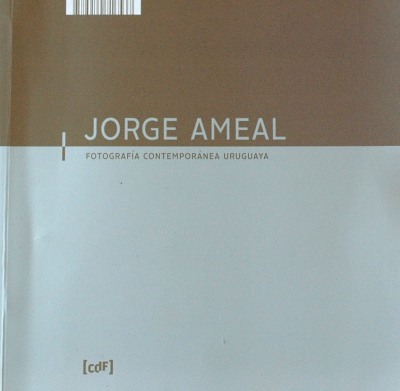 JORGE AMEAL
FOTOGRAFÍA CONTEMPORÁNEA URUGUAYA
[CdF]